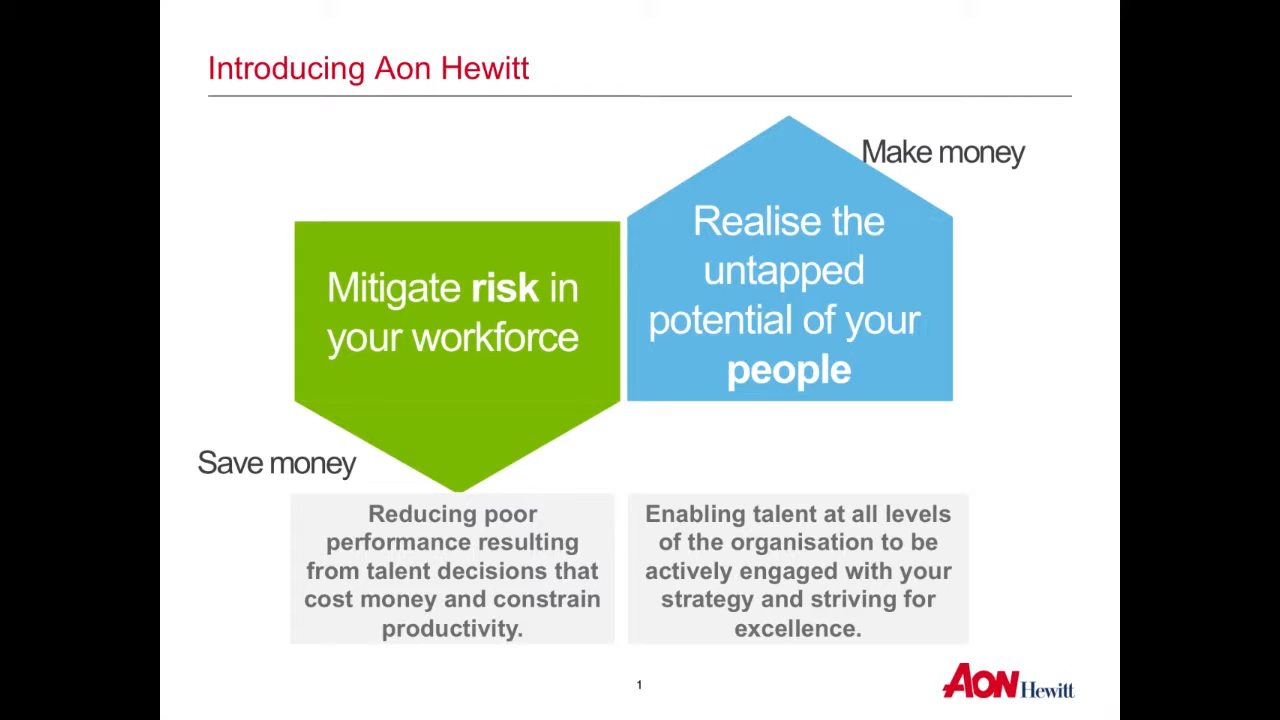 Introducing Aon Hewitt
Make money
Mitigate risk in
your workforce
Realise the
untapped
potential of your
people
Save money
Reducing poor
performance resulting
from talent decisions that
cost money and constrain
productivity.
Enabling talent at all levels
of the organisation to be
actively engaged with your
strategy and striving for
excellence.
1
AON Hewitt